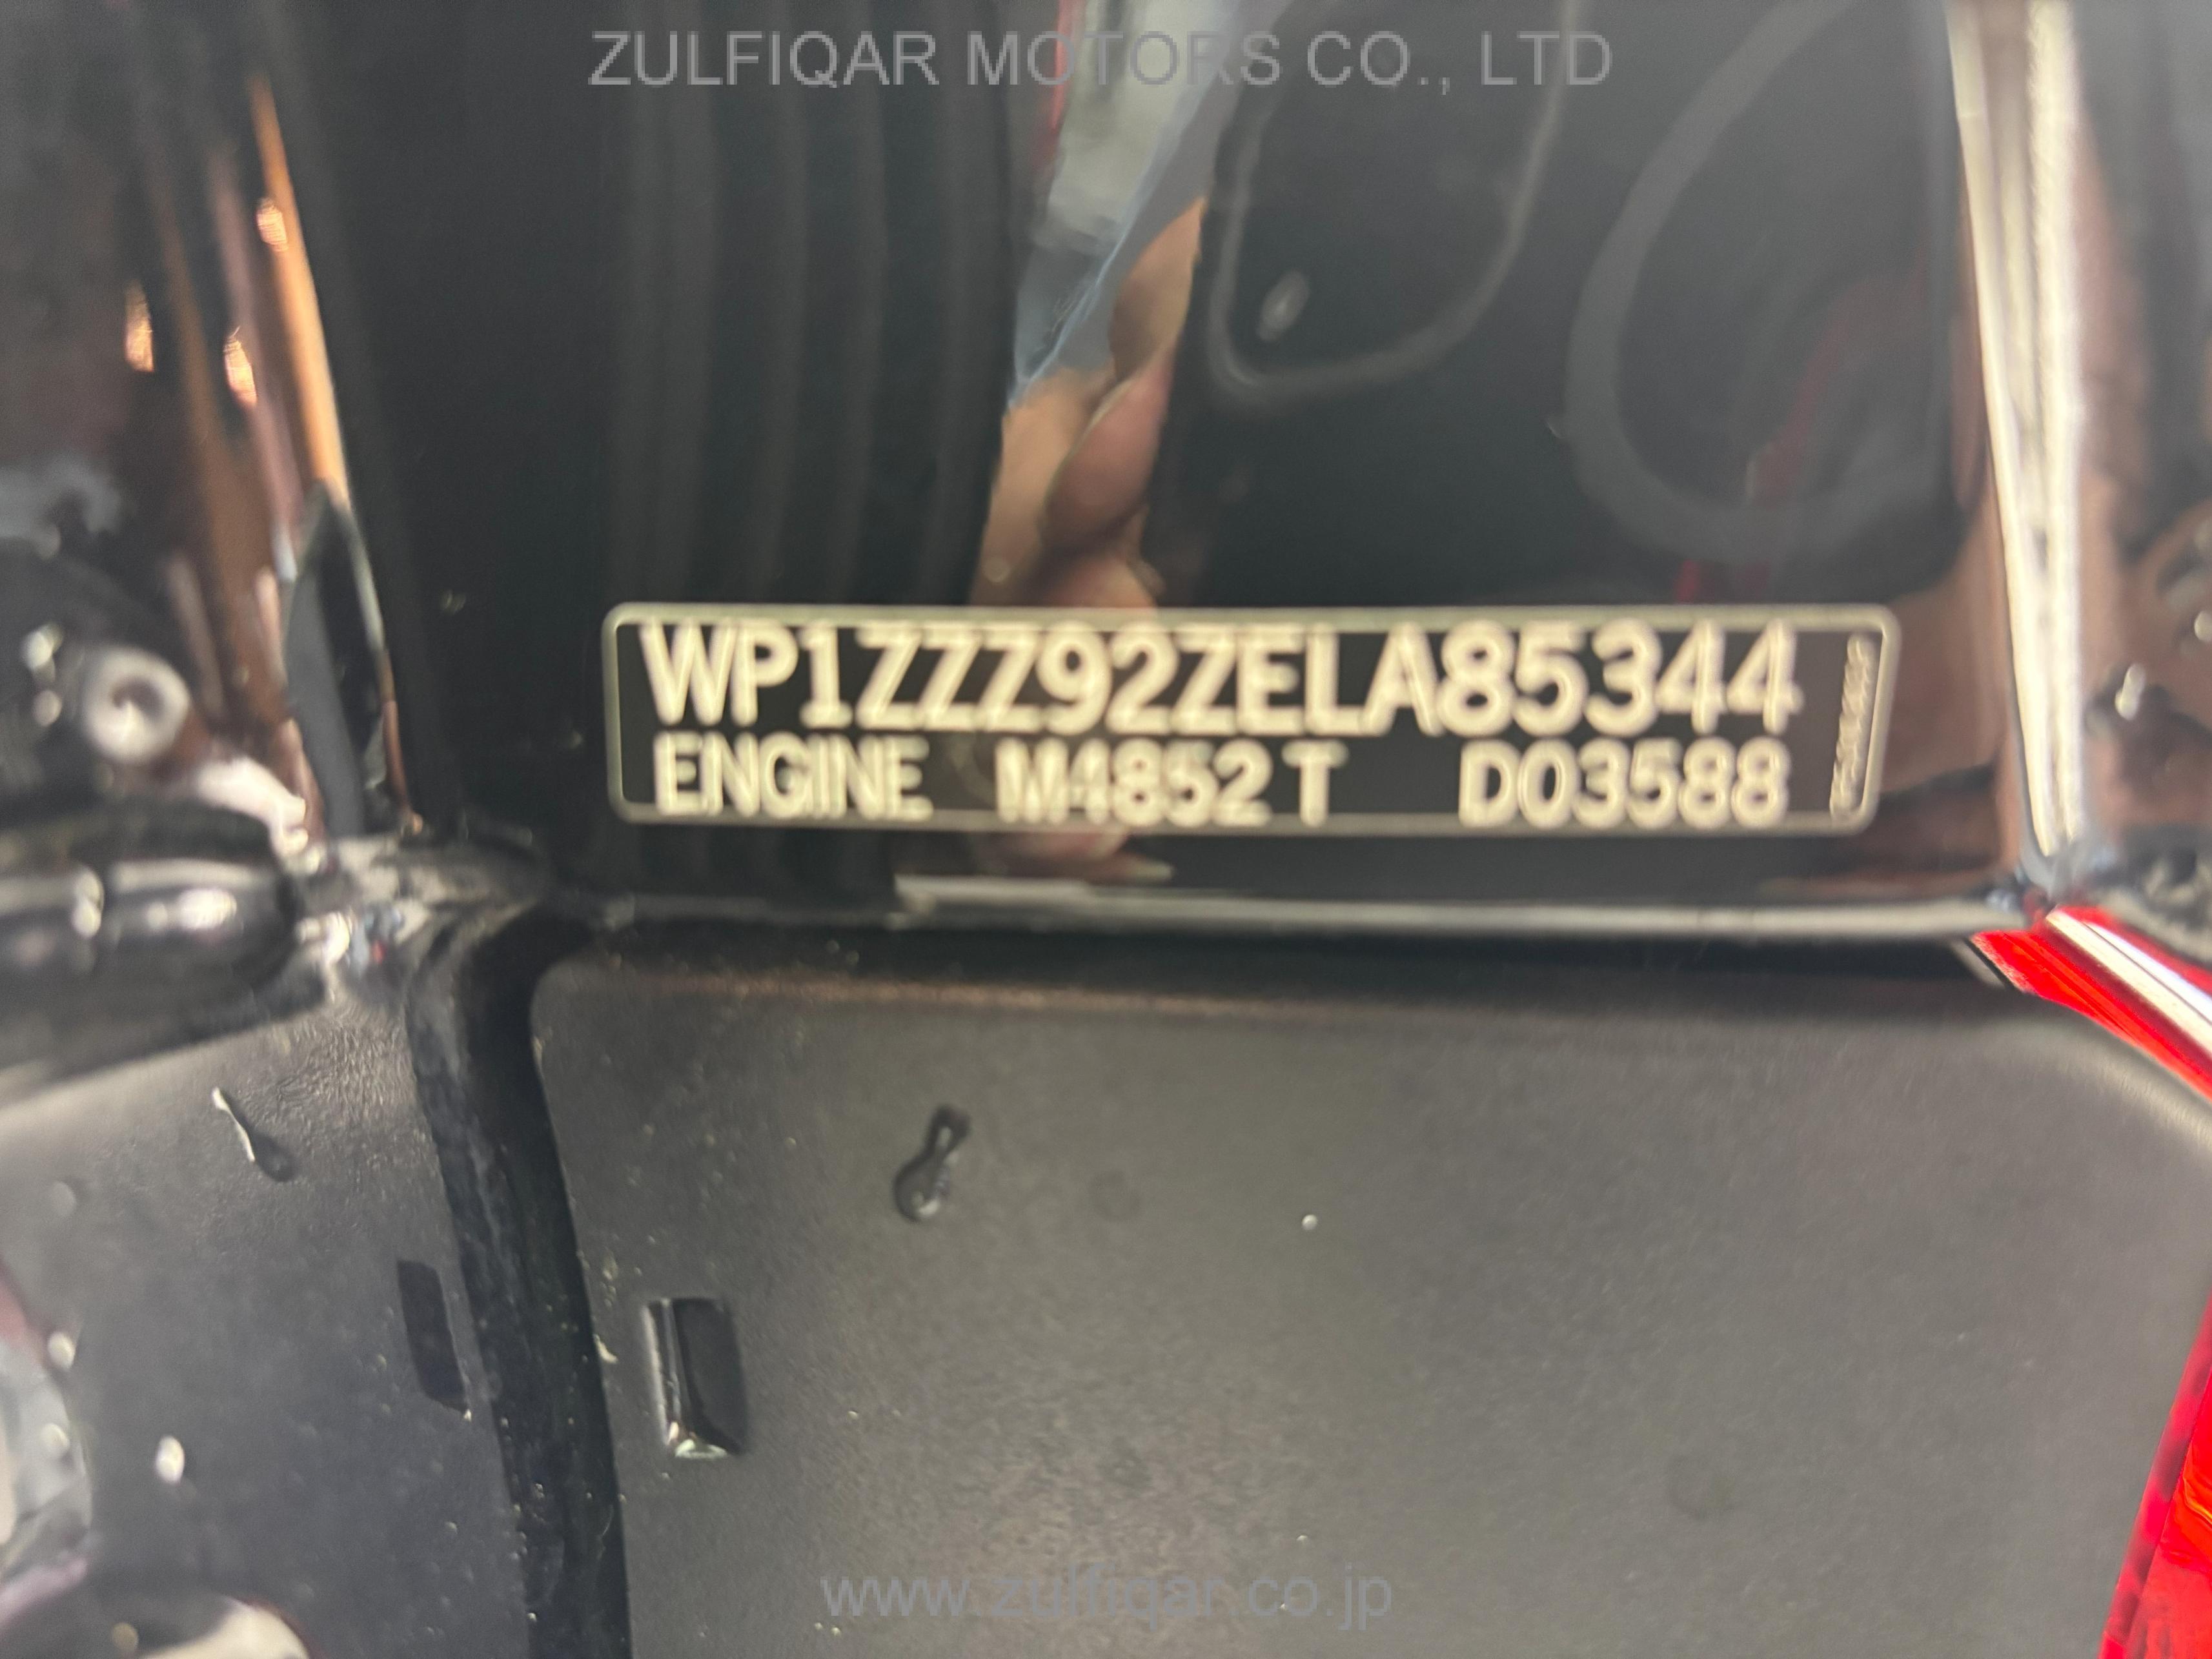 ZULFIQAR MOTORS CO., LTD
WP1ZZZ92ZELA85344
ENGINE M4852T D03588
www.zulfiqar.co.jp